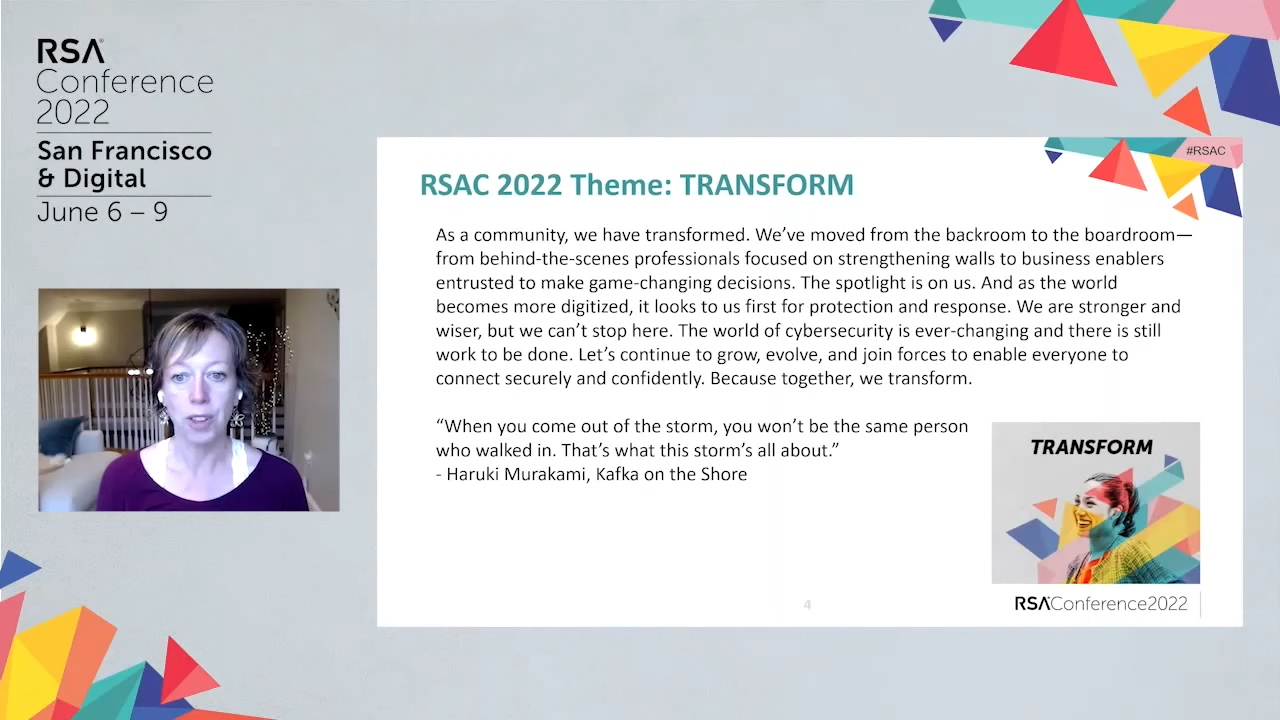 RSA
Conference
2022
San Francisco
& Digital
June 6 – 9
#RSAC
RSAC 2022 Theme: TRANSFORM
As a community, we have transformed. We’ve moved from the backroom to the boardroom—
from behind-the-scenes professionals focused on strengthening walls to business enablers
entrusted to make game-changing decisions. The spotlight is on us. And as the world
becomes more digitized, it looks to us first for protection and response. We are stronger and
wiser, but we can’t stop here. The world of cybersecurity is ever-changing and there is still
work to be done. Let’s continue to grow, evolve, and join forces to enable everyone to
connect securely and confidently. Because together, we transform.
“When you come out of the storm, you won’t be the same person
who walked in. That’s what this storm’s all about.”
- Haruki Murakami, Kafka on the Shore
TRANSFORM
4
RSAConference2022